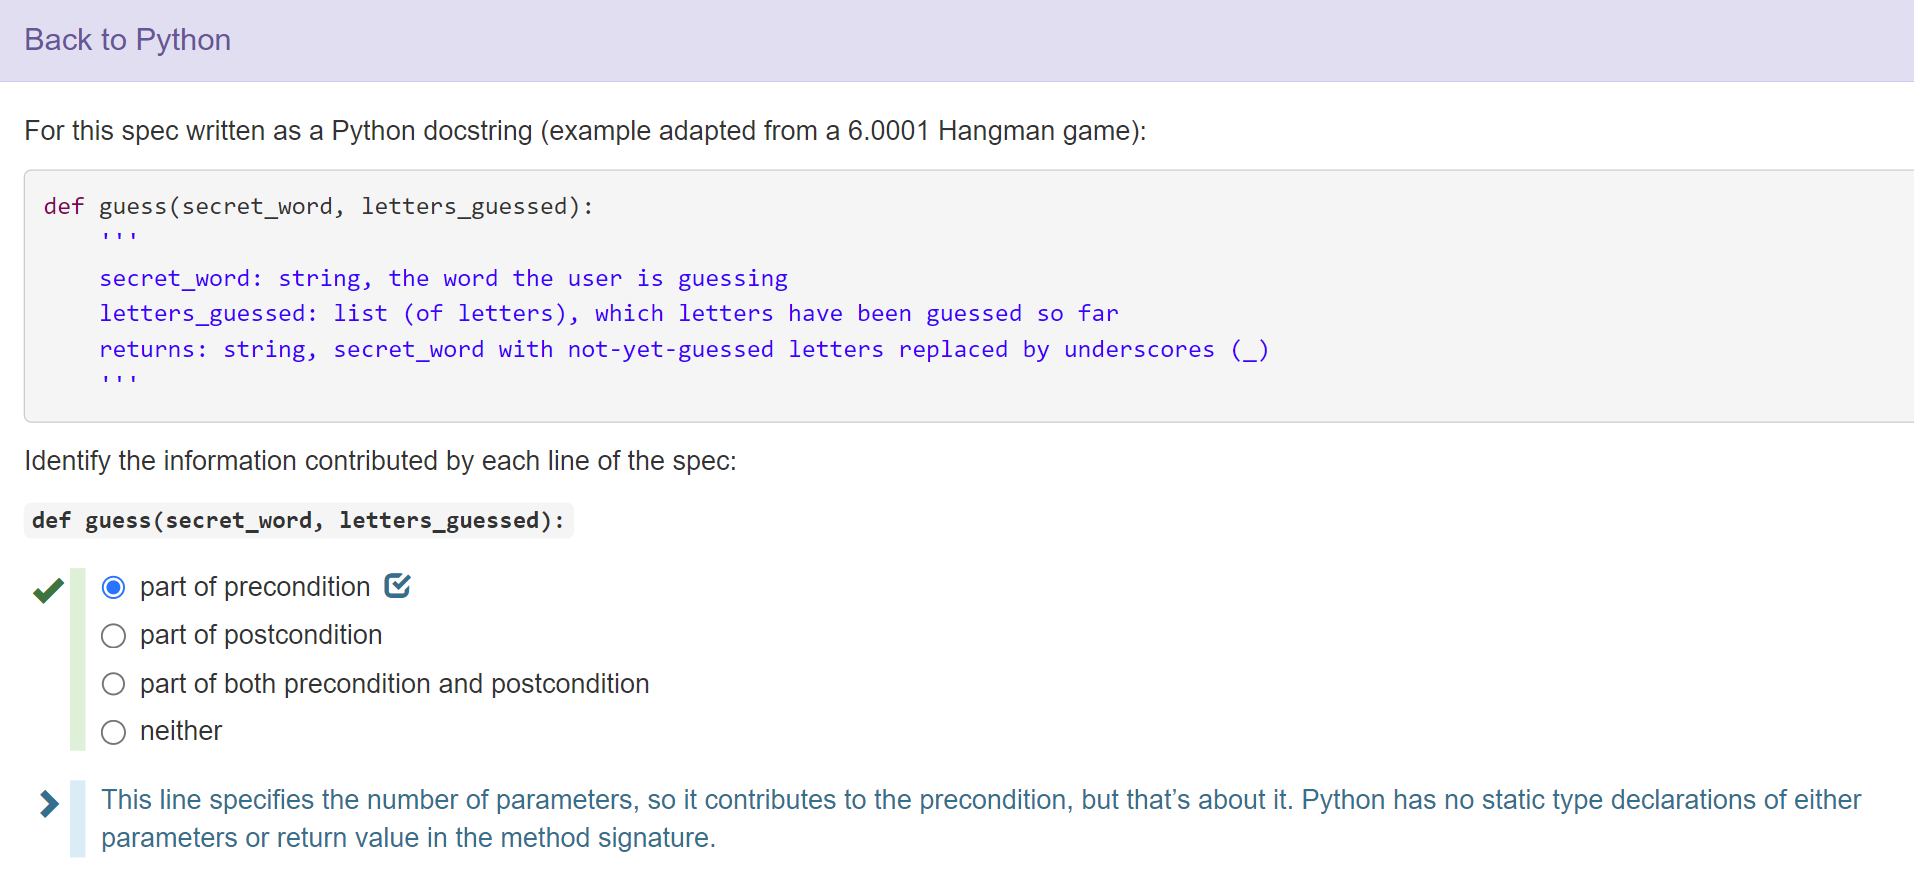 Back to Python
For this spec written as a Python docstring (example adapted from a 6.0001 Hangman game):
def guess(secret_word, letters_guessed):
    '''
    secret_word: string, the word the user is guessing
    letters_guessed: list (of letters), which letters have been guessed so far
    returns: string, secret_word with not-yet-guessed letters replaced by underscores (_)
    '''
Identify the information contributed by each line of the spec:
def guess(secret_word, letters_guessed):
part of precondition
part of postcondition
part of both precondition and postcondition
neither
This line specifies the number of parameters, so it contributes to the precondition, but that’s about it. Python has no static type declarations of either
parameters or return value in the method signature.